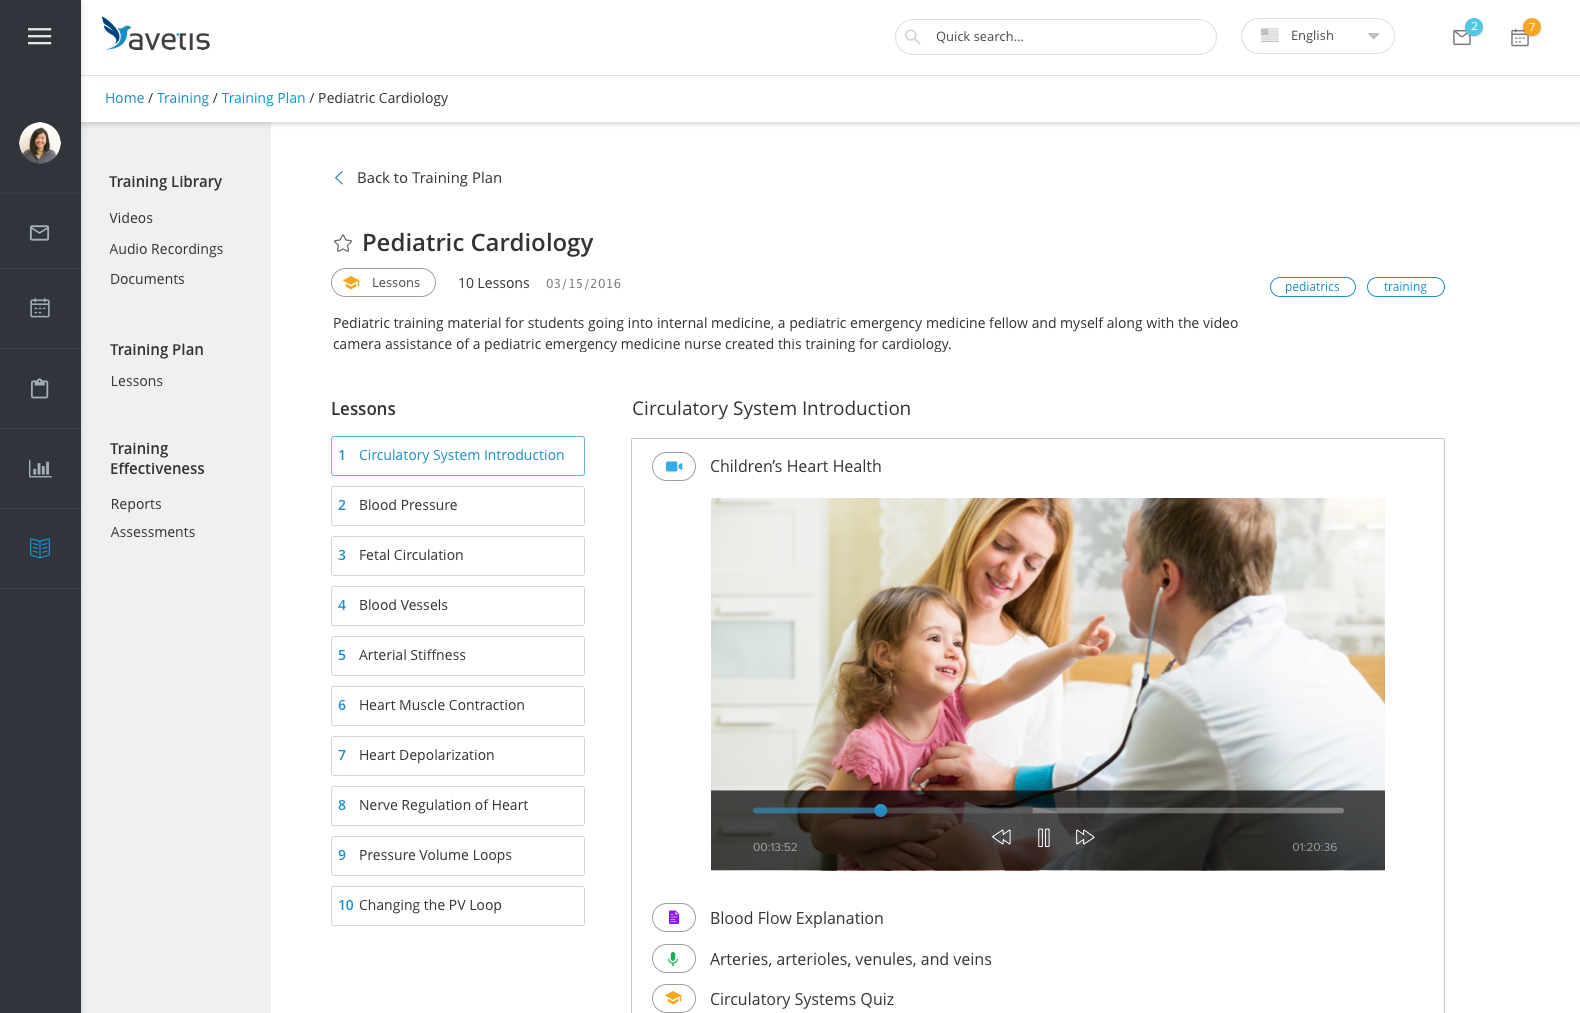 avetis
Quick search...
English
2
7
Home / Training / Training Plan / Pediatric Cardiology
Training Library
Videos
Audio Recordings
Documents
Training Plan
Lessons
Training
Effectiveness
Reports
Assessments
Back to Training Plan
Pediatric Cardiology
Lessons
10 Lessons
03/15/2016
pediatrics
training
Pediatric training material for students going into internal medicine, a pediatric emergency medicine fellow and myself along with the video
camera assistance of a pediatric emergency medicine nurse created this training for cardiology.
Lessons
1 Circulatory System Introduction
2 Blood Pressure
3 Fetal Circulation
4 Blood Vessels
5 Arterial Stiffness
6 Heart Muscle Contraction
7 Heart Depolarization
8 Nerve Regulation of Heart
9 Pressure Volume Loops
10 Changing the PV Loop
Circulatory System Introduction
Children’s Heart Health
00:13:52
01:20:36
Blood Flow Explanation
Arteries, arterioles, venules, and veins
Circulatory Systems Quiz